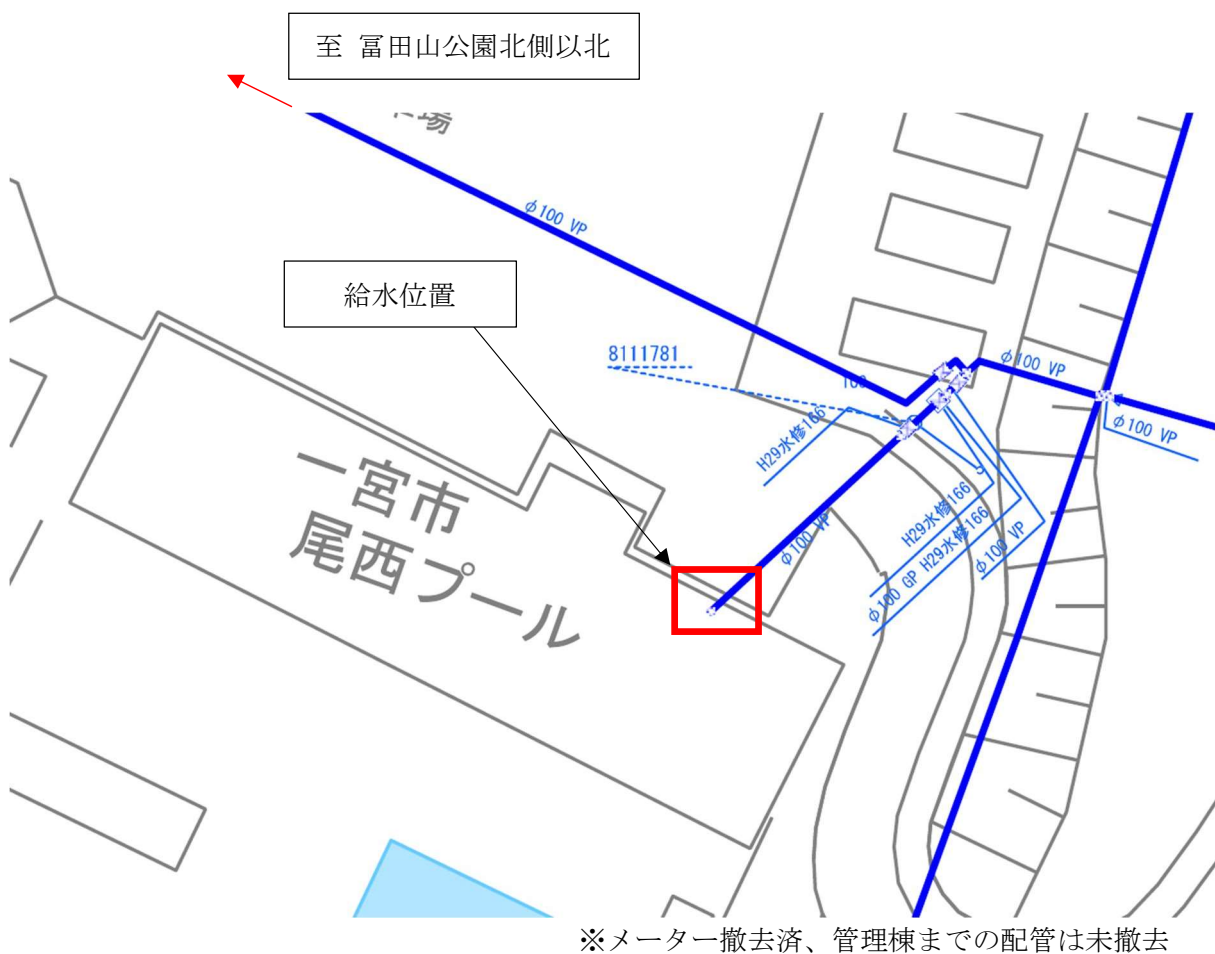 至 冨田山公園北側以北
場
φ100 VP
給水位置
8111781
φ100 VP
φ100 VP
H29水修166
一宮市
尾西プール
φ100 VP
H29水修166
φ100 GP H29水修166
φ100 VP
※メーター撤去済、管理棟までの配管は未撤去